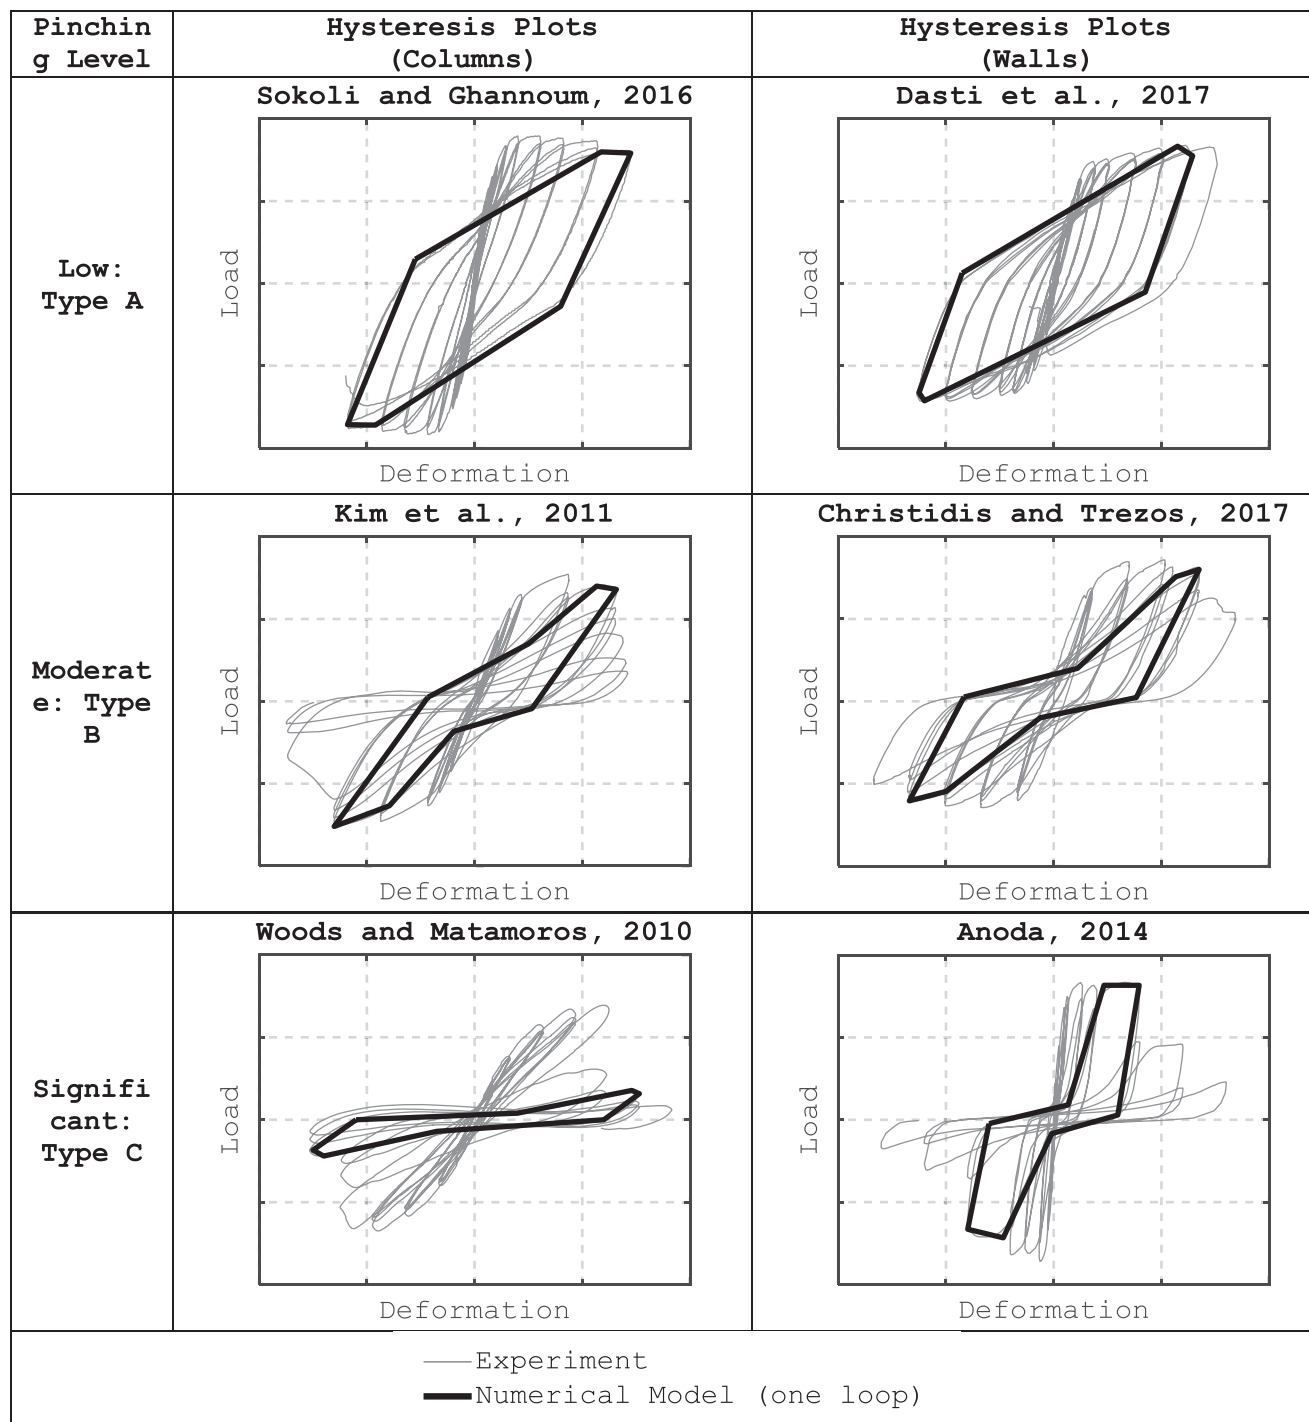 Pinchin
g Level
Hysteresis Plots
(Columns)
Hysteresis Plots
(Walls)
Low:
Type A
Sokoli and Ghannoum, 2016
Load
Deformation
Dasti et al., 2017
Load
Deformation
Moderat
e: Type
B
Kim et al., 2011
Load
Deformation
Christidis and Trezos, 2017
Load
Deformation
Signifi
cant:
Type C
Woods and Matamoros, 2010
Load
Deformation
Anoda, 2014
Load
Deformation
Experiment
Numerical Model (one loop)